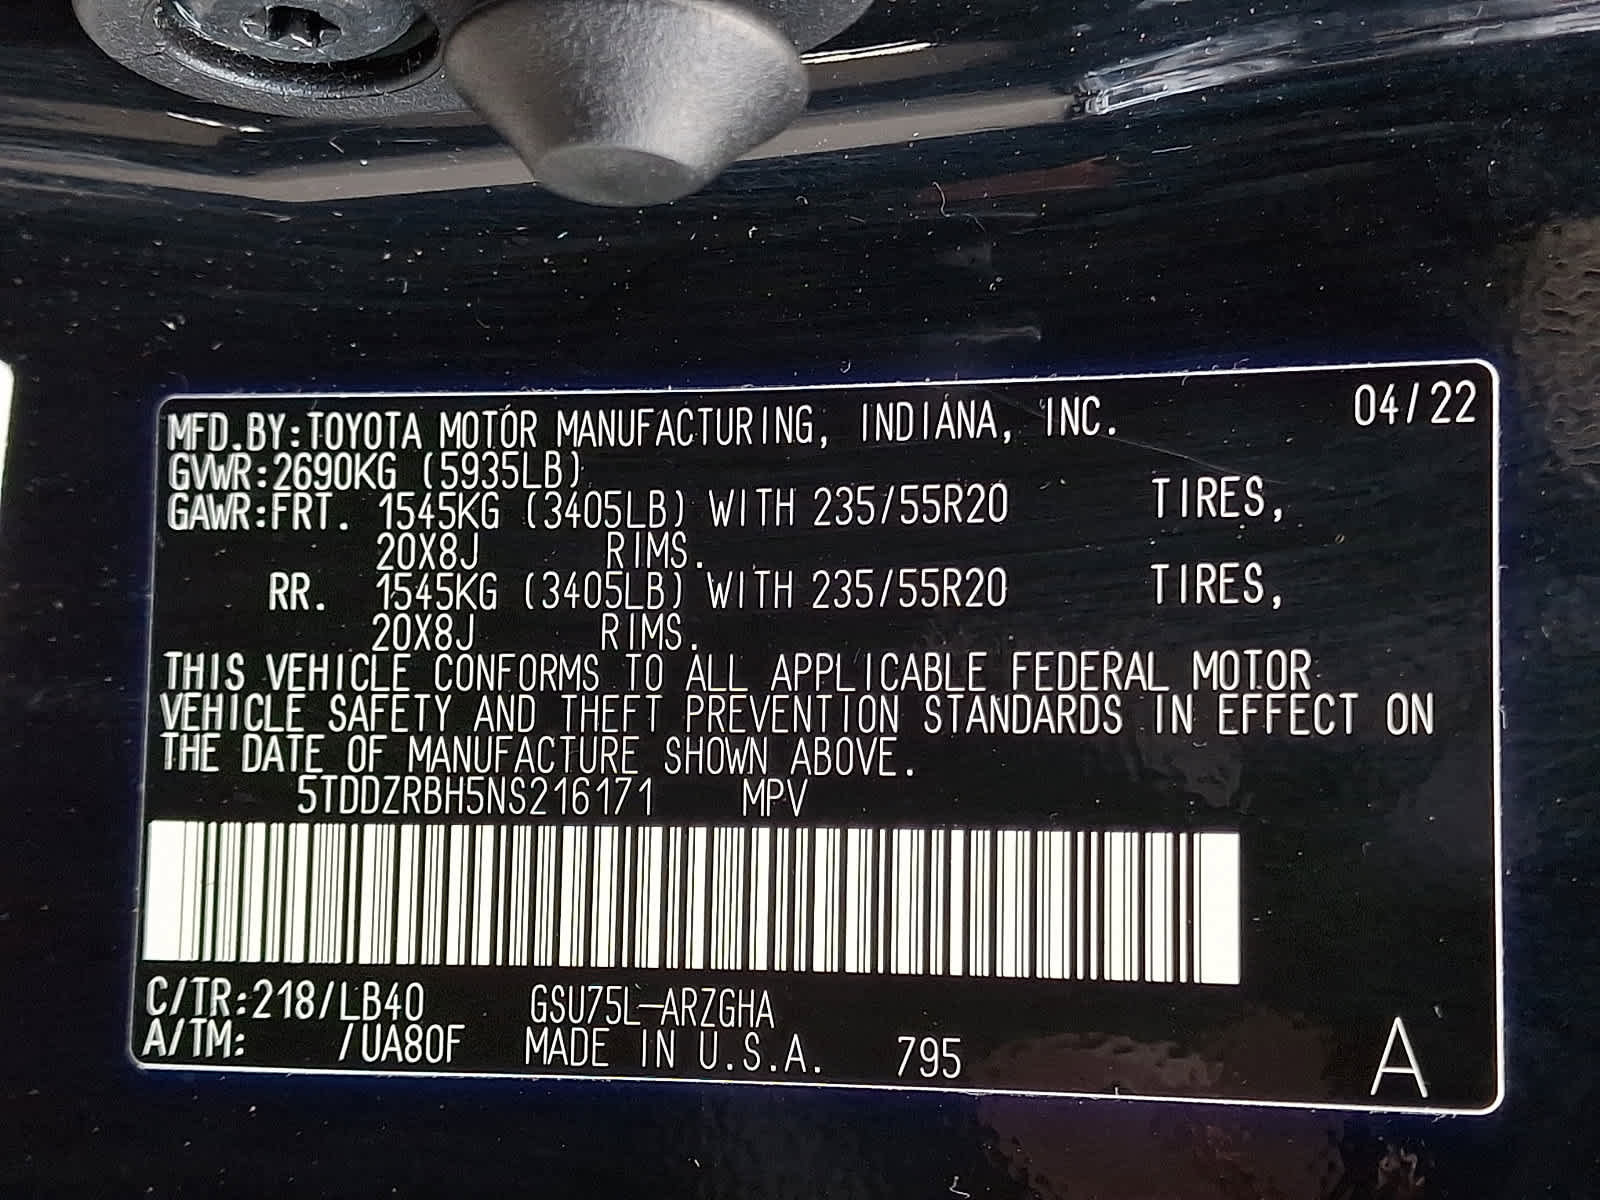 MFD.BY:TOYOTA MOTOR MANUFACTURING, INDIANA, INC. 04/22
GVWR:2690KG (5935LB)
GAWR:FRT. 1545KG (3405LB) WITH 235/55R20 TIRES,
20X8J RIMS.
RR. 1545KG (3405LB) WITH 235/55R20 TIRES,
20X8J RIMS.
THIS VEHICLE CONFORMS TO ALL APPLICABLE FEDERAL MOTOR
VEHICLE SAFETY AND THEFT PREVENTION STANDARDS IN EFFECT ON
THE DATE OF MANUFACTURE SHOWN ABOVE.
5TDDZRBH5NS216171 MPV
C/TR:218/LB40 GSU75L-ARZGHA
A/TM: /UA80F MADE IN U.S.A. 795 A